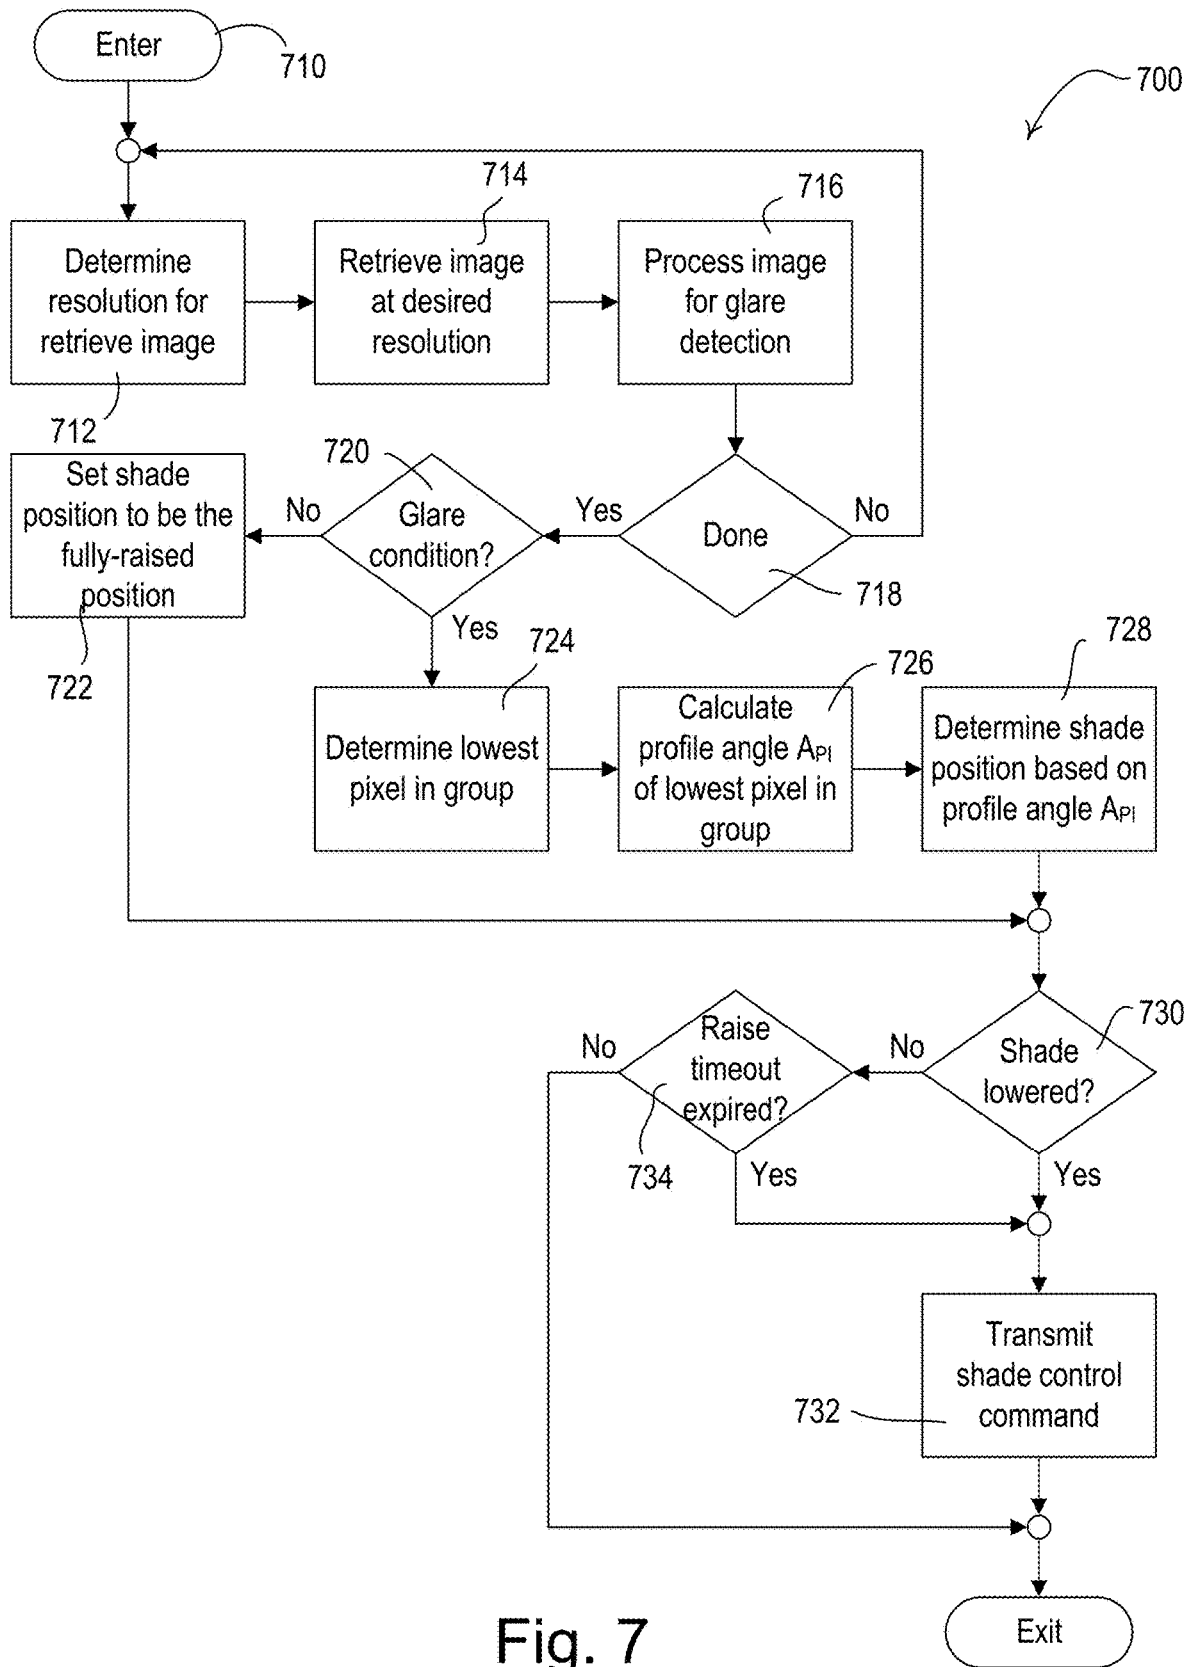 Enter
710
700
714
716
Determine
resolution for
retrieve image
Retrieve image
at desired
resolution
Process image
for glare
detection
712
720
Set shade
position to be the
fully-raised
position
No
Glare
condition?
Yes
Done
No
718
722
Yes
724
726
728
Determine lowest
pixel in group
Calculate
profile angle API
of lowest pixel in
group
Determine shade
position based on
profile angle API
No
Raise
timeout
expired?
No
Shade
lowered?
730
734
Yes
Yes
Transmit
shade control
command
732
Exit
Fig. 7